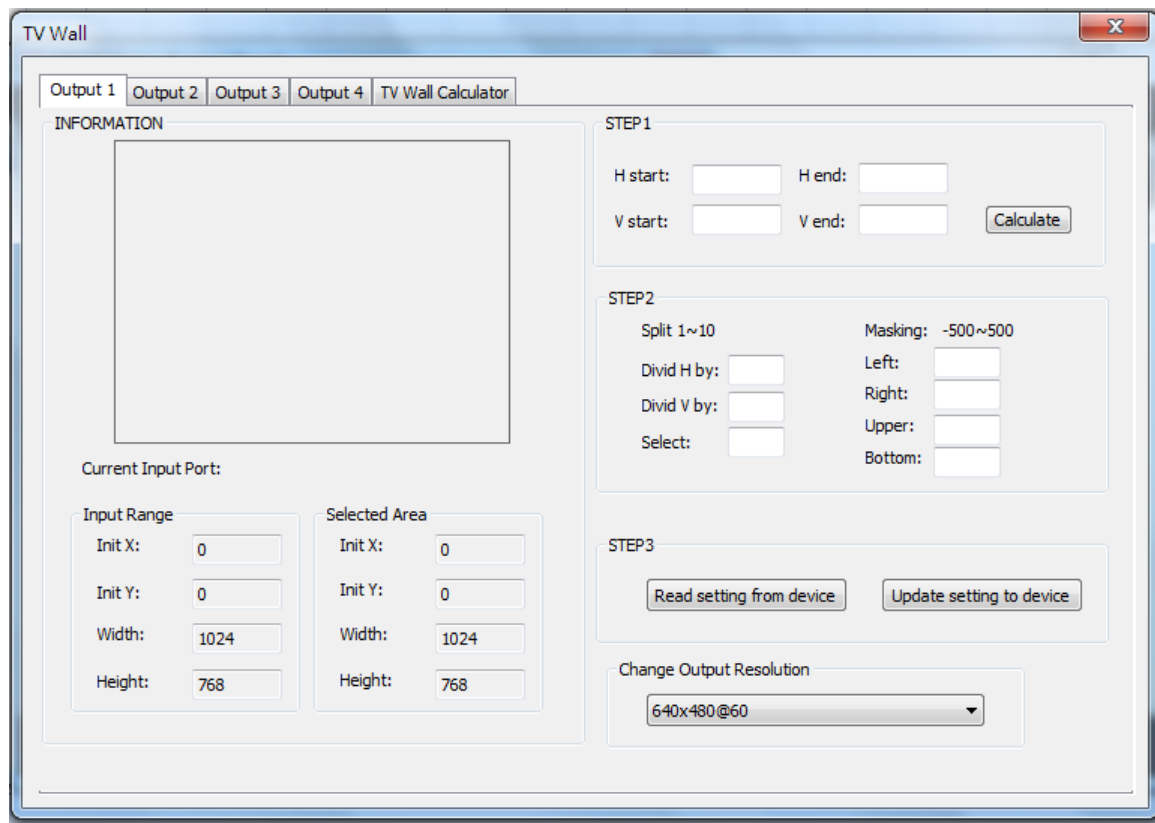 TV Wall
Output 1 Output 2 Output 3 Output 4 TV Wall Calculator
INFORMATION
Current Input Port:
Input Range
Init X: 0
Init Y: 0
Width: 1024
Height: 768
Selected Area
Init X: 0
Init Y: 0
Width: 1024
Height: 768
STEP1
H start: H end:
V start: V end: Calculate
STEP2
Split 1~10
Divid H by:
Divid V by:
Select:
Masking: -500~500
Left:
Right:
Upper:
Bottom:
STEP3
Read setting from device Update setting to device
Change Output Resolution
640x480@60